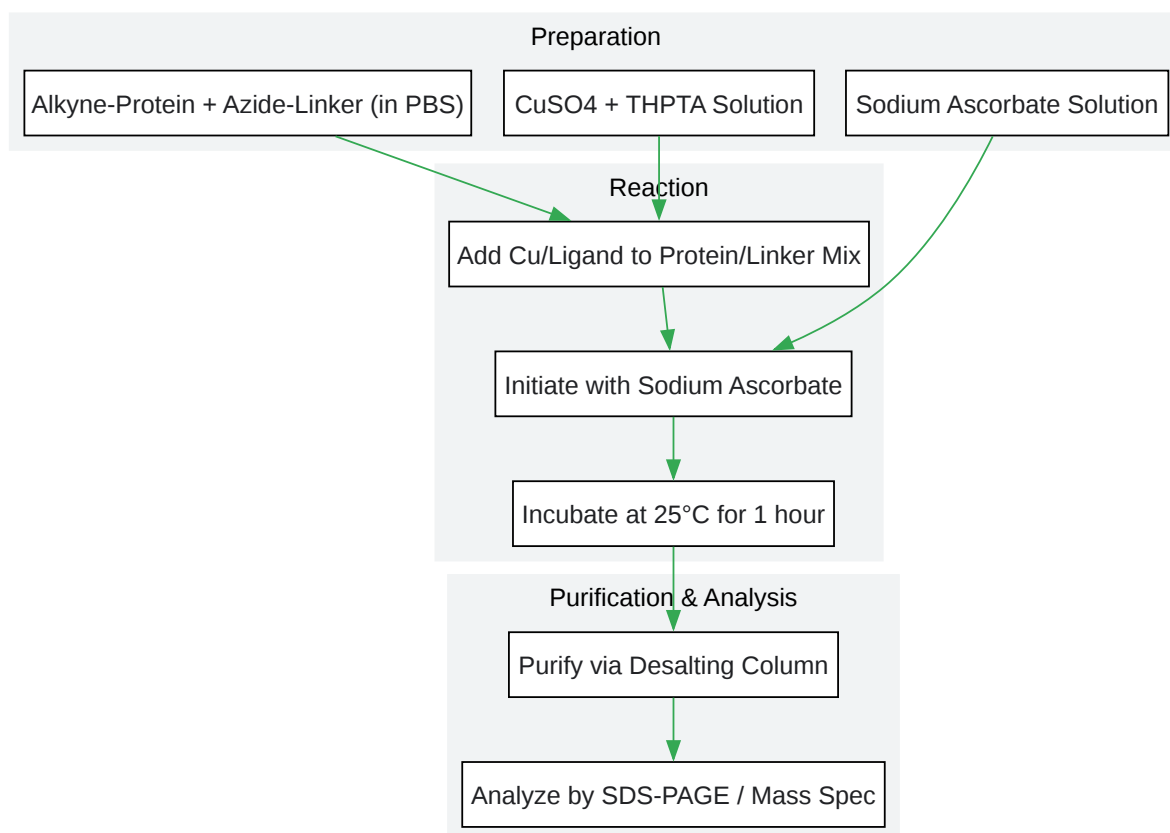 Preparation
Alkyne-Protein + Azide-Linker (in PBS)
CuSO4 + THPTA Solution
Sodium Ascorbate Solution
Reaction
Add Cu/Ligand to Protein/Linker Mix
Initiate with Sodium Ascorbate
Incubate at 25°C for 1 hour
Purification & Analysis
Purify via Desalting Column
Analyze by SDS-PAGE / Mass Spec